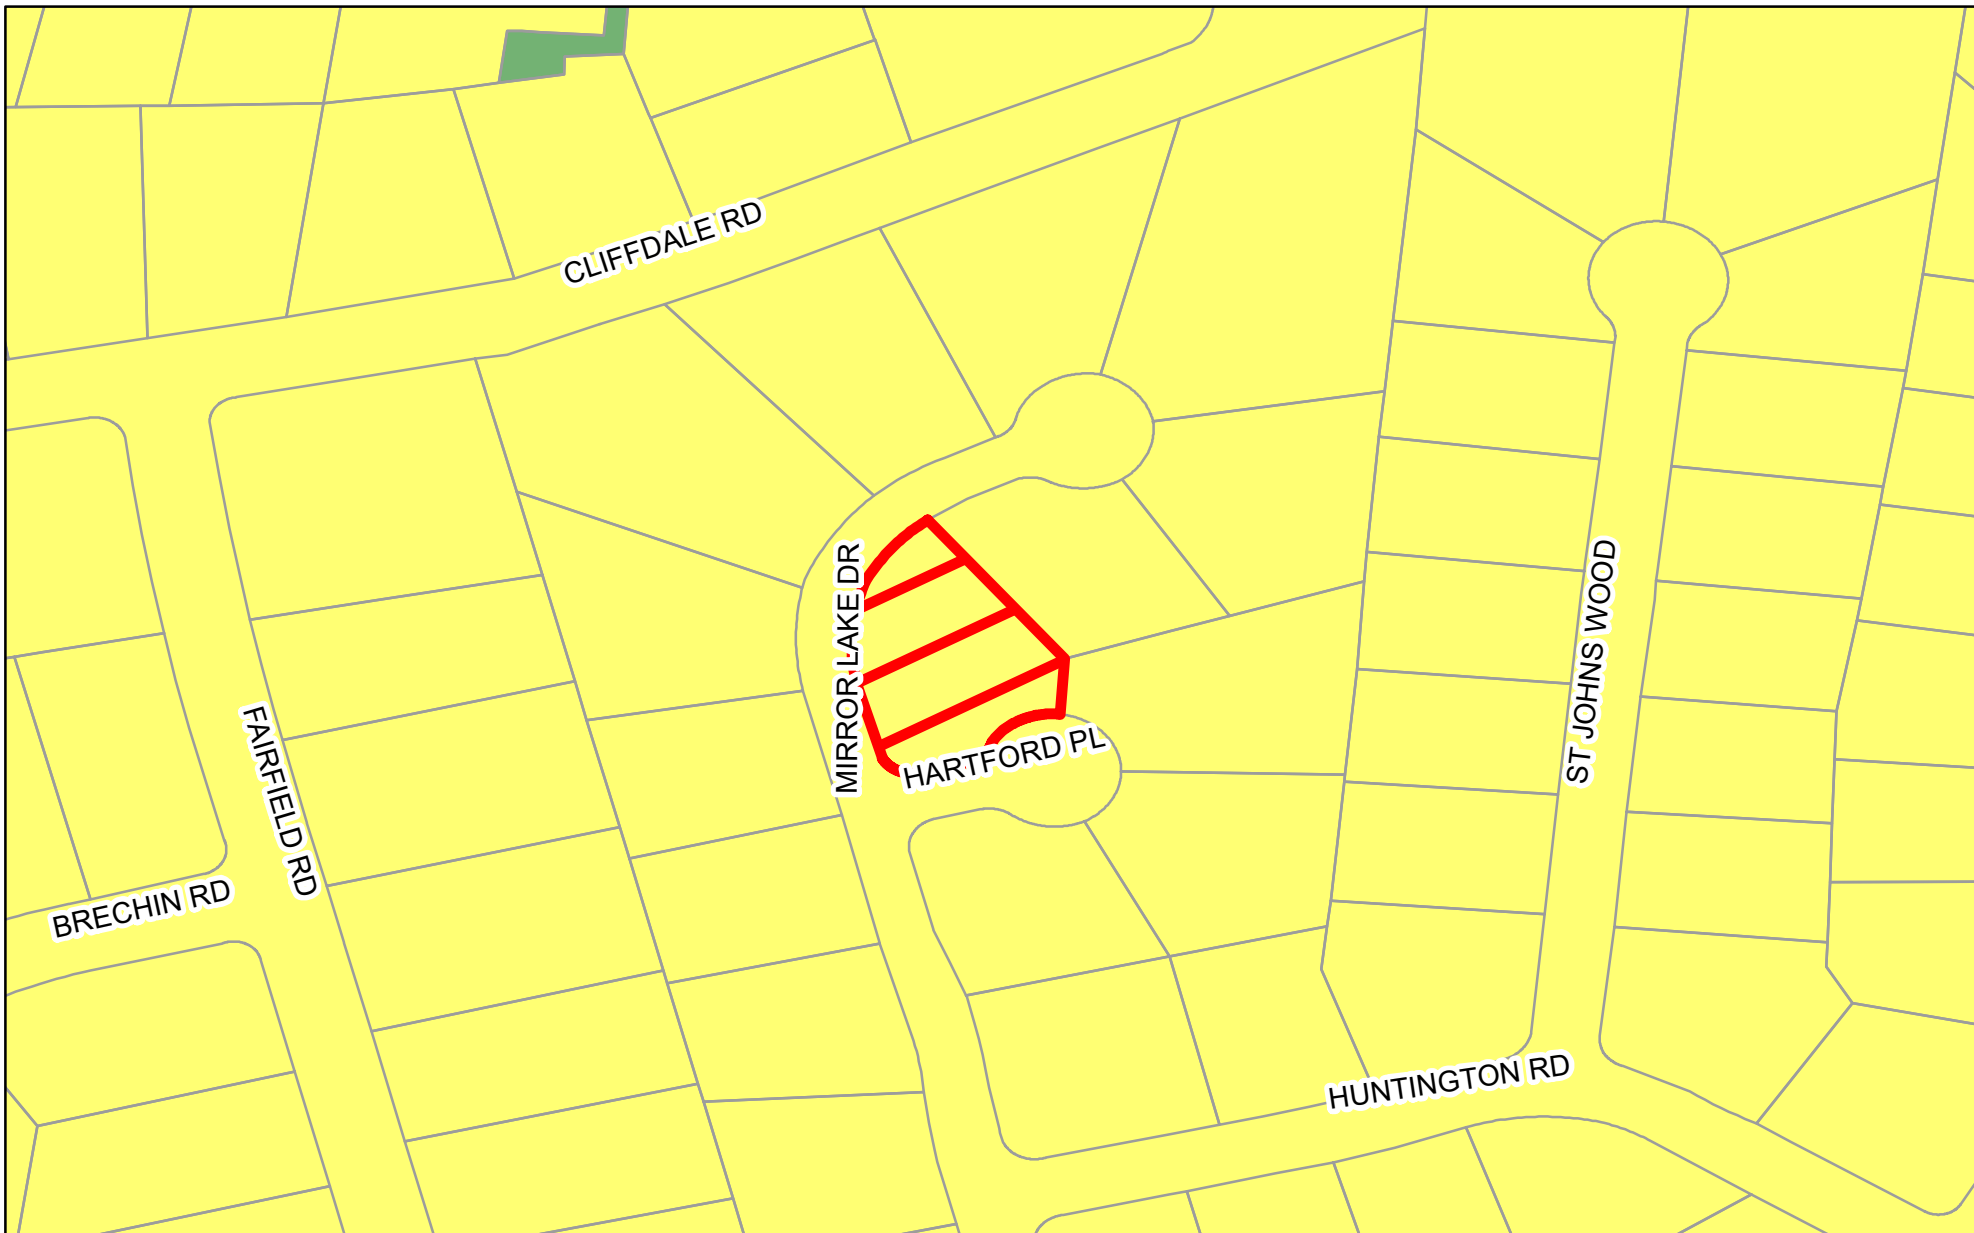 CLIFFDALE RD
MIRROR LAKE DR
ST JOHNS WOOD
FAIRFIELD RD
HARTFORD PL
BRECHIN RD
HUNTINGTON RD